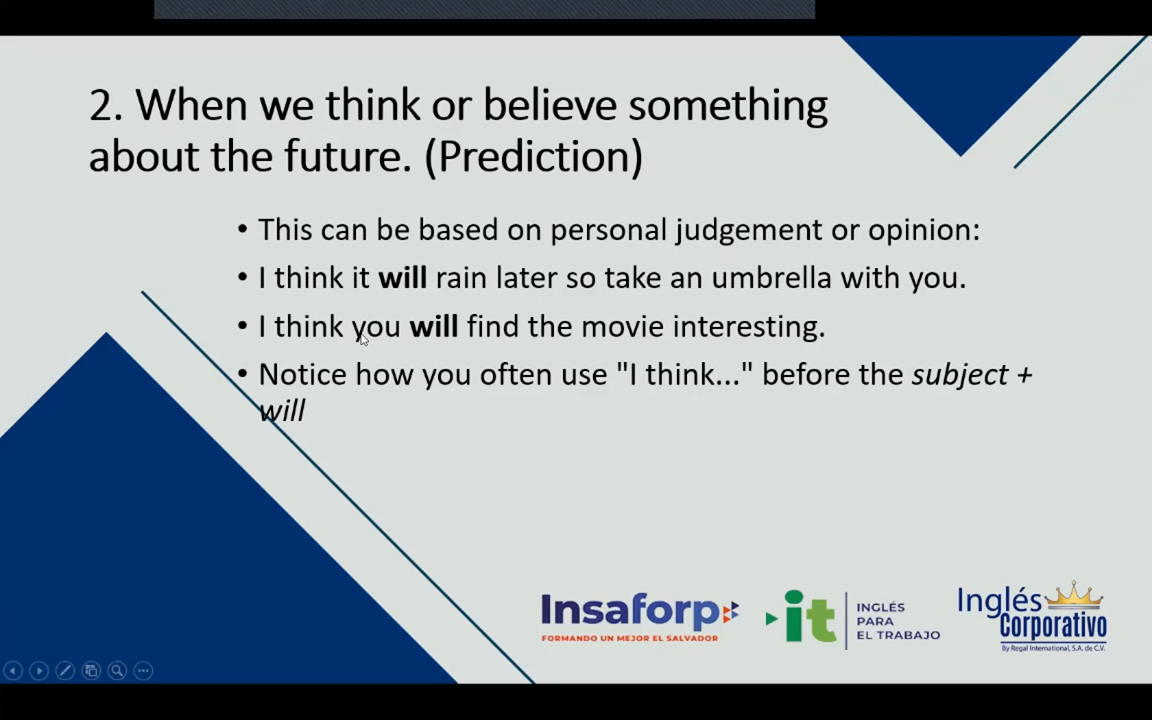 2. When we think or believe something
about the future. (Prediction)
• This can be based on personal judgement or opinion:
• I think it will rain later so take an umbrella with you.
• I think you will find the movie interesting.
• Notice how you often use "I think..." before the subject +
will
Insaforp
FORMANDO UN MEJOR EL SALVADOR
it
INGLÉS
PARA
EL TRABAJO
Inglés
Corporativo
By Regal International, S.A. de C.V.